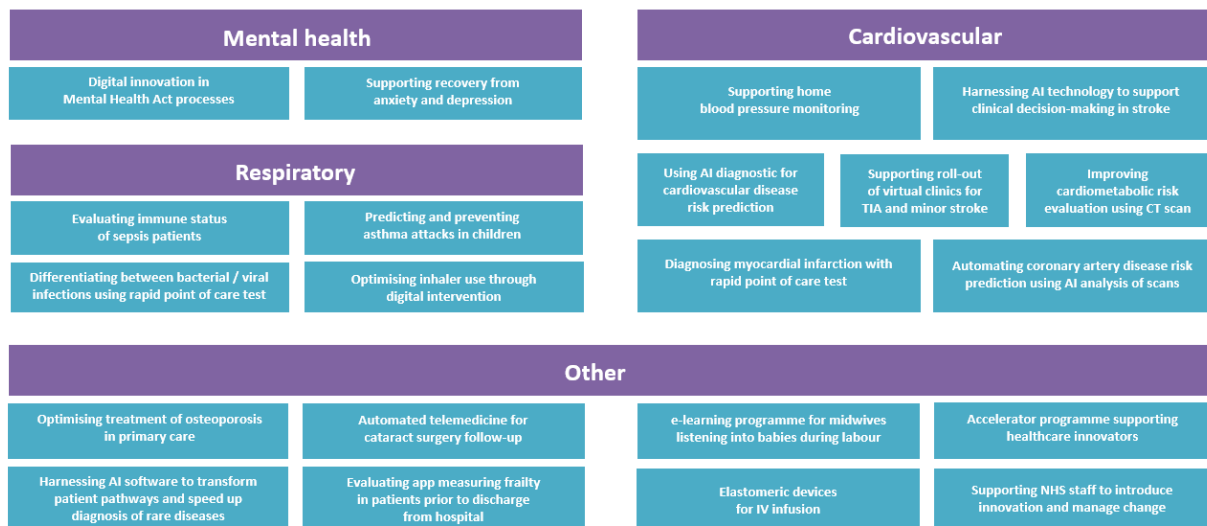 Mental health
Digital innovation in
Mental Health Act processes
Supporting recovery from
anxiety and depression
Respiratory
Evaluating immune status
of sepsis patients
Predicting and preventing
asthma attacks in children
Differentiating between bacterial / viral
infections using rapid point of care test
Optimising inhaler use through
digital intervention
Cardiovascular
Supporting home
blood pressure monitoring
Harnessing AI technology to support
clinical decision-making in stroke
Using AI diagnostic for
cardiovascular disease
risk prediction
Supporting roll-out
of virtual clinics for
TIA and minor stroke
Improving
cardiometabolic risk
evaluation using CT scan
Diagnosing myocardial infarction with
rapid point of care test
Automating coronary artery disease risk
prediction using AI analysis of scans
Other
Optimising treatment of osteoporosis
in primary care
Automated telemedicine for
cataract surgery follow-up
e-learning programme for midwives
listening into babies during labour
Accelerator programme supporting
healthcare innovators
Harnessing AI software to transform
patient pathways and speed up
diagnosis of rare diseases
Evaluating app measuring frailty
in patients prior to discharge
from hospital
Elastomeric devices
for IV infusion
Supporting NHS staff to introduce
innovation and manage change